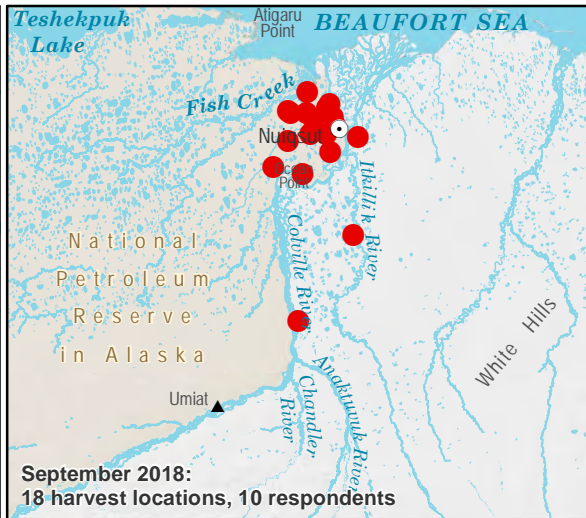 Teshekpuk
Lake
Atigaru
Point
BEAUFORT SEA
Fish Creek
Nuiqsut
Point
Itkillik River
Colville River
National
Petroleum
Reserve
in Alaska
White Hills
Umiat
Chandler
River
Anaktuvuk River
September 2018:
18 harvest locations, 10 respondents